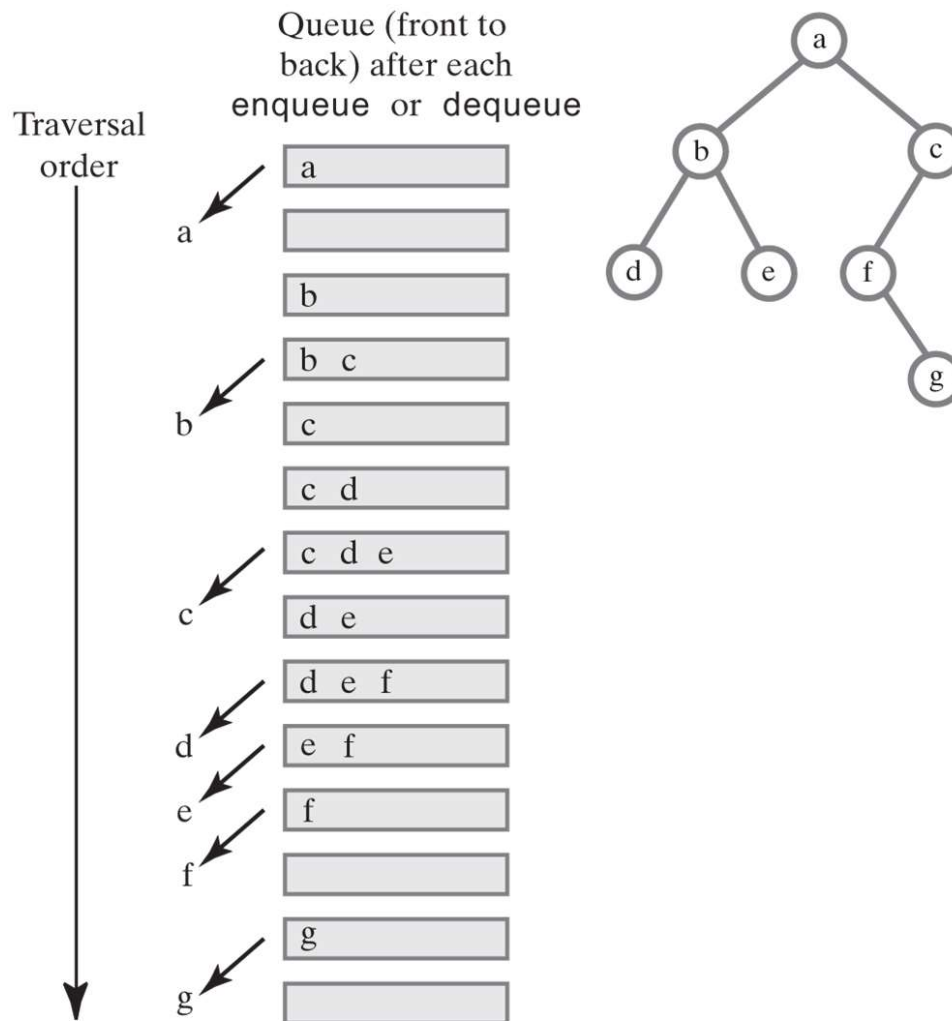 Queue (front to
back) after each
enqueue or dequeue
Traversal
order
a
a
b
b c
b
c
c d
c d e
c
d e
d e f
d
e f
e
f
f
g
g
a
b
c
d
e
f
g